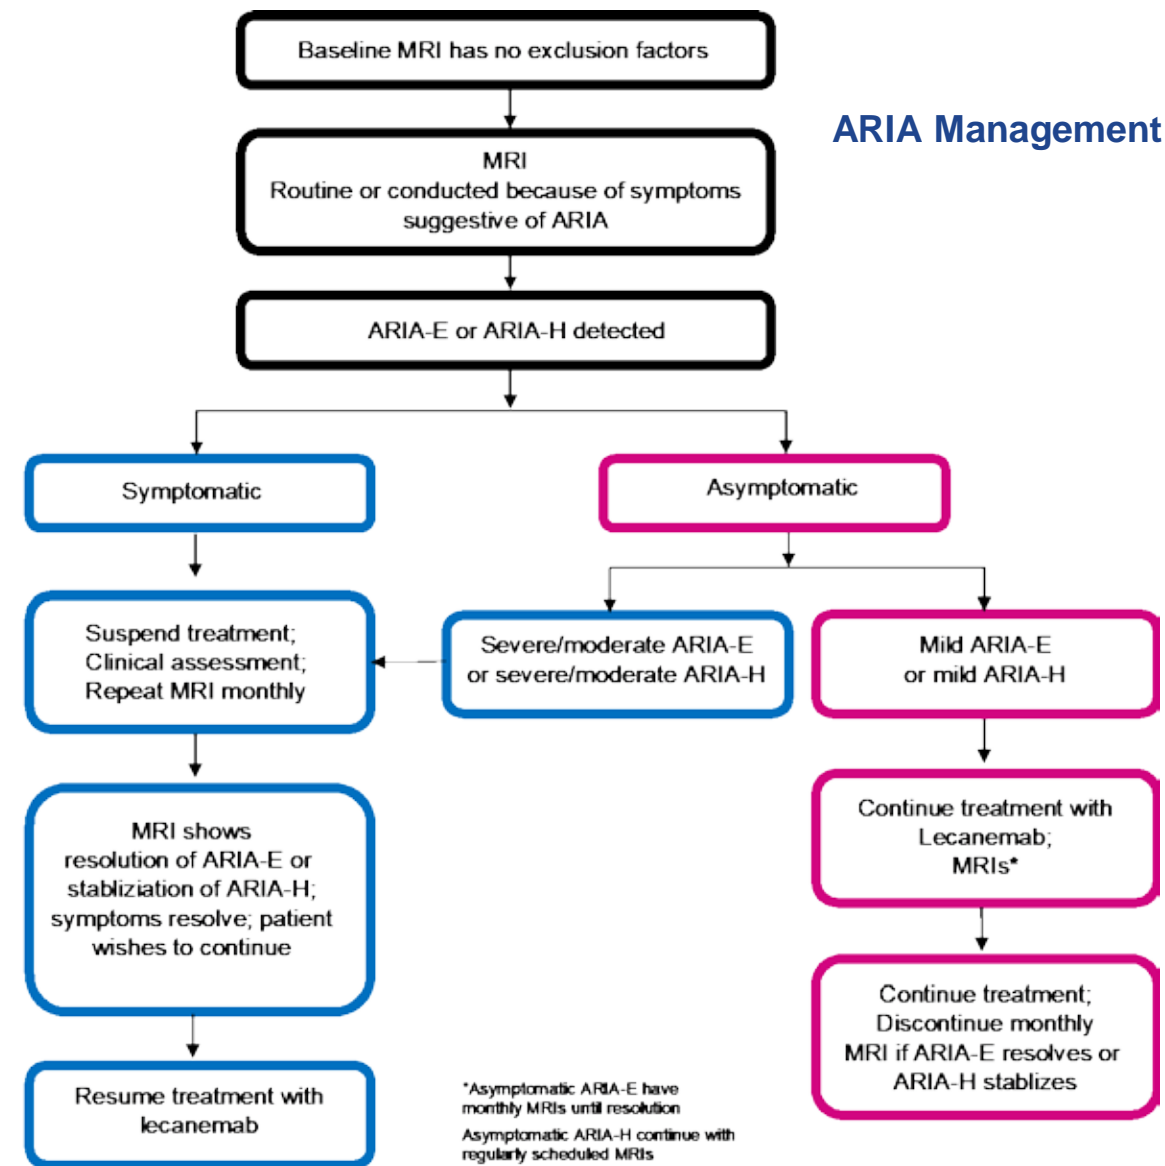 Baseline MRI has no exclusion factors
ARIA Management
MRI
Routine or conducted because of symptoms
suggestive of ARIA
ARIA-E or ARIA-H detected
Symptomatic
Asymptomatic
Suspend treatment;
Clinical assessment;
Repeat MRI monthly
Severe/moderate ARIA-E
or severe/moderate ARIA-H
Mild ARIA-E
or mild ARIA-H
MRI shows
resolution of ARIA-E or
stabliziation of ARIA-H;
symptoms resolve; patient
wishes to continue
Continue treatment with
Lecanemab;
MRIs*
Continue treatment;
Discontinue monthly
MRI if ARIA-E resolves or
ARIA-H stablizes
Resume treatment with
lecanemab
*Asymptomatic ARIA-E have
monthly MRIs until resolution
Asymptomatic ARIA-H continue with
regularly scheduled MRIs